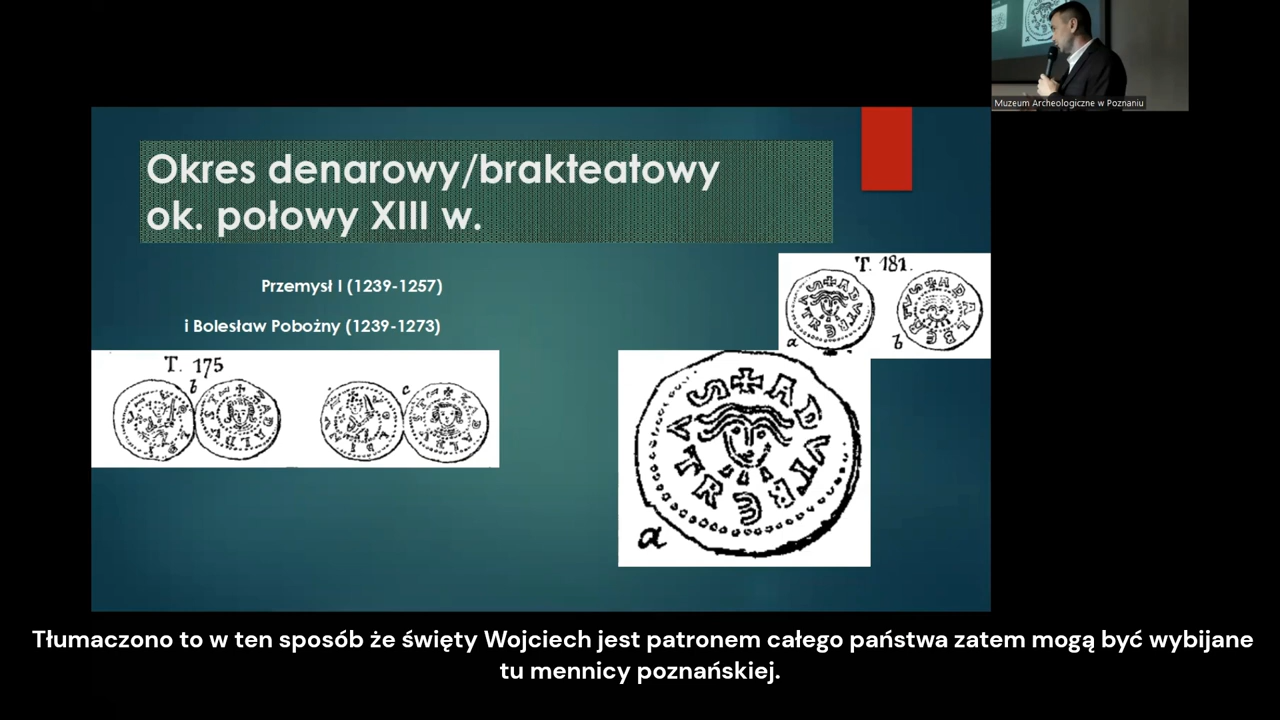 Muzeum Archeologiczne w Poznaniu
Okres denarowy/brakteatowy
ok. połowy XIII w.
Przemysł I (1239-1257)
i Bolesław Pobożny (1239-1273)
T. 181.
a
b
T. 175
b
c
a
Tłumaczono to w ten sposób że święty Wojciech jest patronem całego państwa zatem mogą być wybijane
tu mennicy poznańskiej.